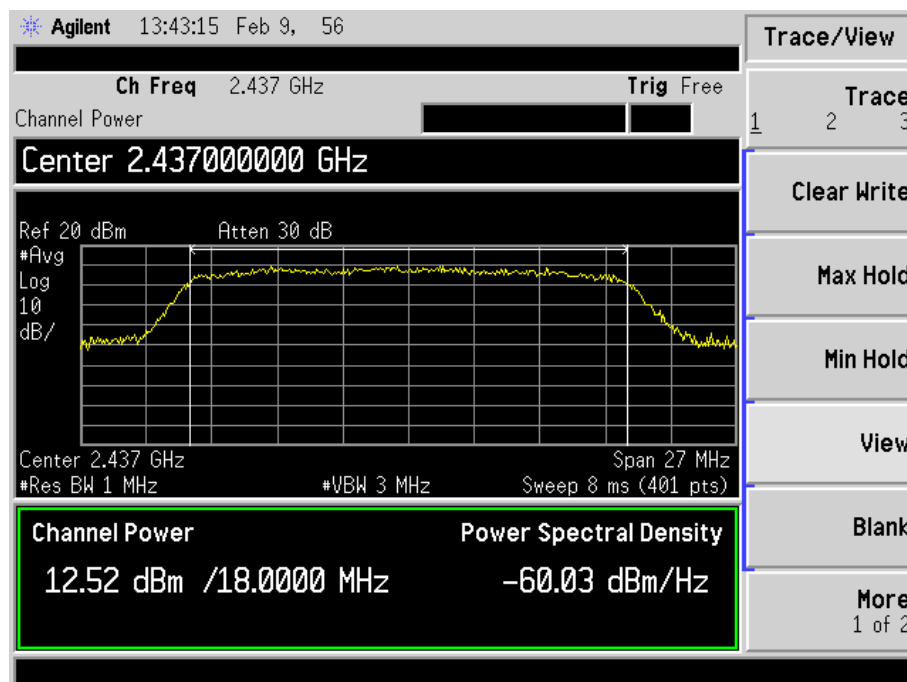 Agilent 13:43:15 Feb 9, 56
Trace/View
Ch Freq 2.437 GHz Trig Free
Channel Power
Trace
1 2 3
Center 2.437000000 GHz
Clear Write
Ref 20 dBm Atten 30 dB
#Avg
Log
10
dB/
Max Hold
Min Hold
Center 2.437 GHz Span 27 MHz
#Res BW 1 MHz #VBW 3 MHz Sweep 8 ms (401 pts)
View
Channel Power Power Spectral Density
12.52 dBm /18.0000 MHz -60.03 dBm/Hz
Blank
More
1 of 2